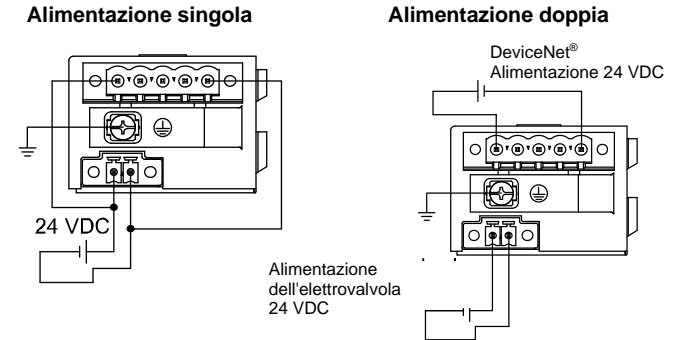 Alimentazione singola
Alimentazione doppia
DeviceNet®
Alimentazione 24 VDC
24 VDC
Alimentazione
dell'elettrovalvola
24 VDC